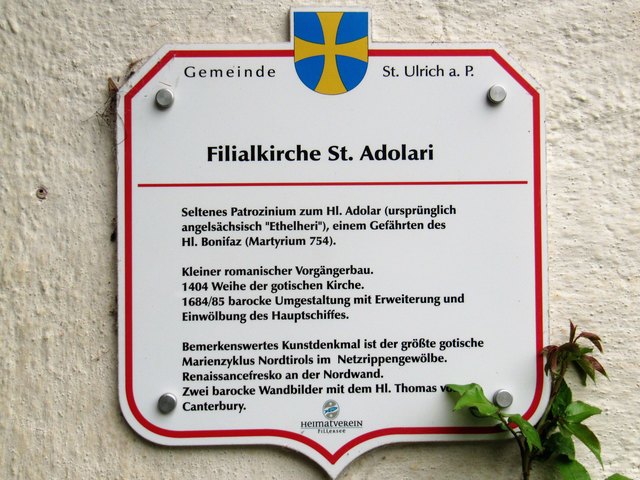 Gemeinde St. Ulrich a. P.
Filialkirche St. Adolari
Seltenes Patrozinium zum Hl. Adolar (ursprünglich
angelsächsisch "Ethelheri"), einem Gefährten des
Hl. Bonifaz (Martyrium 754).
Kleiner romanischer Vorgängerbau.
1404 Weihe der gotischen Kirche.
1684/85 barocke Umgestaltung mit Erweiterung und
Einwölbung des Hauptschiffes.
Bemerkenswertes Kunstdenkmal ist der größte gotische
Marienzyklus Nordtirols im Netzrippengewölbe.
Renaissancefresko an der Nordwand.
Zwei barocke Wandbilder mit dem Hl. Thomas
Canterbury.
HEIMATVEREIN
PILLERSEE